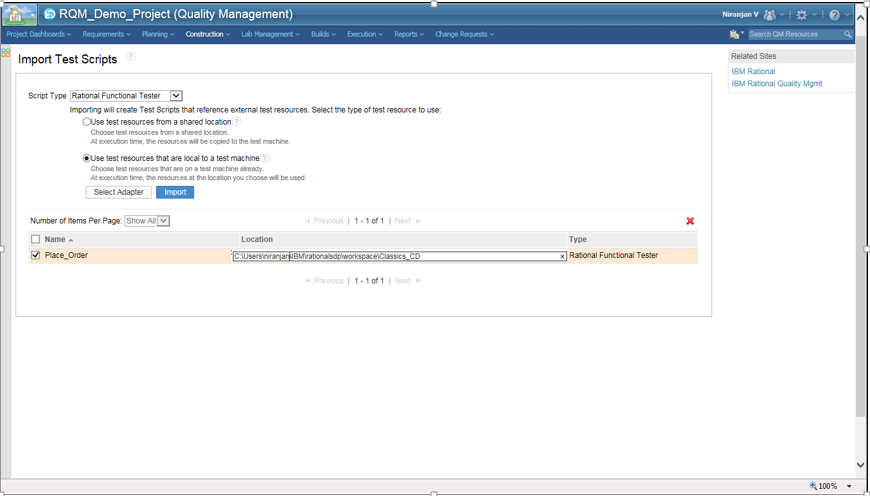 RQM_Demo_Project (Quality Management)
Niranjan V
Project Dashboards Requirements Planning Construction Lab Management Builds Execution Reports Change Requests
Search QM Resources
Import Test Scripts ?
Related Sites
IBM Rational
IBM Rational Quality Mgmt
Script Type Rational Functional Tester
Importing will create Test Scripts that reference external test resources. Select the type of test resource to use:
Use test resources from a shared location ?
Choose test resources from a shared location.
At execution time, the resources will be copied to the test machine.
Use test resources that are local to a test machine ?
Choose test resources that are on a test machine already.
At execution time, the resources at the location you choose will be used.
Select Adapter Import
Number of Items Per Page: Show All Previous | 1 - 1 of 1 | Next
Name Location Type
Place_Order C:\Users\niranjan\IBM\rationalsdp\workspace\Classics_CD × Rational Functional Tester
Previous | 1 - 1 of 1 | Next
100%